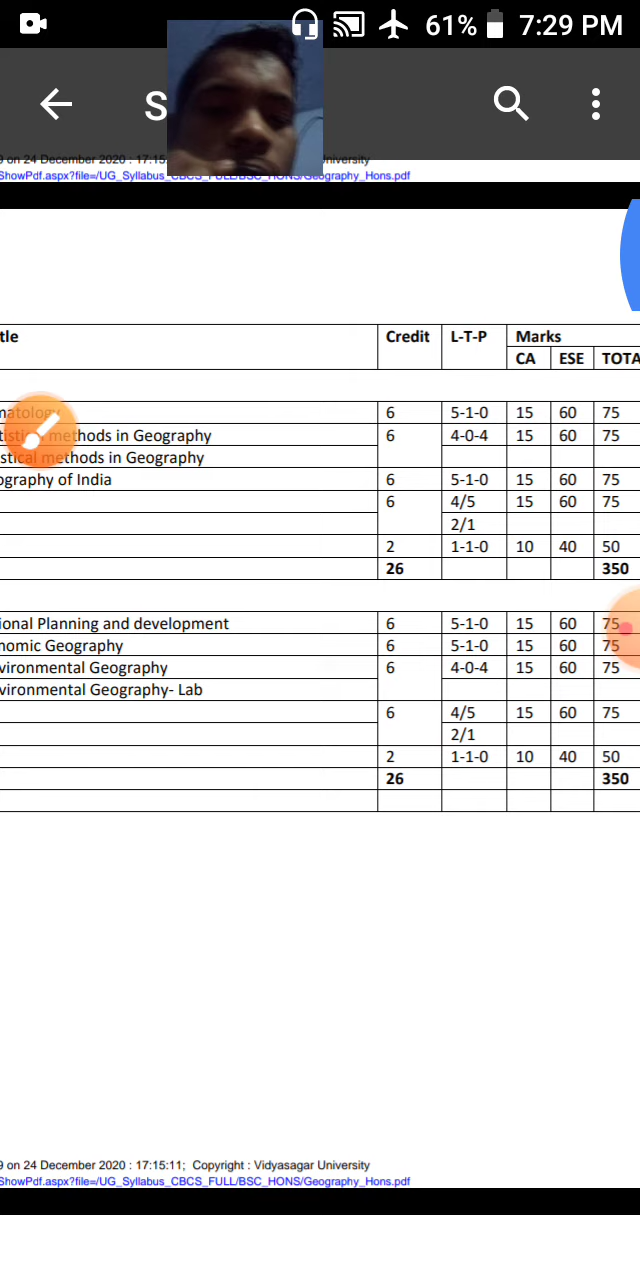 61% 7:29 PM
S
9 on 24 December 2020 : 17:15 niversity
ShowPdf.aspx?file=/UG_Syllabus_CBCS_FULL/BSC_HONS/Geography_Hons.pdf
tle Credit L-T-P Marks
CA ESE TOTA
matology 6 5-1-0 15 60 75
tistic methods in Geography 6 4-0-4 15 60 75
stical methods in Geography
ography of India 6 5-1-0 15 60 75
6 4/5 15 60 75
2/1
2 1-1-0 10 40 50
26 350
ional Planning and development 6 5-1-0 15 60 75
nomic Geography 6 5-1-0 15 60 75
vironmental Geography 6 4-0-4 15 60 75
vironmental Geography- Lab
6 4/5 15 60 75
2/1
2 1-1-0 10 40 50
26 350
9 on 24 December 2020 : 17:15:11; Copyright : Vidyasagar University
ShowPdf.aspx?file=/UG_Syllabus_CBCS_FULL/BSC_HONS/Geography_Hons.pdf